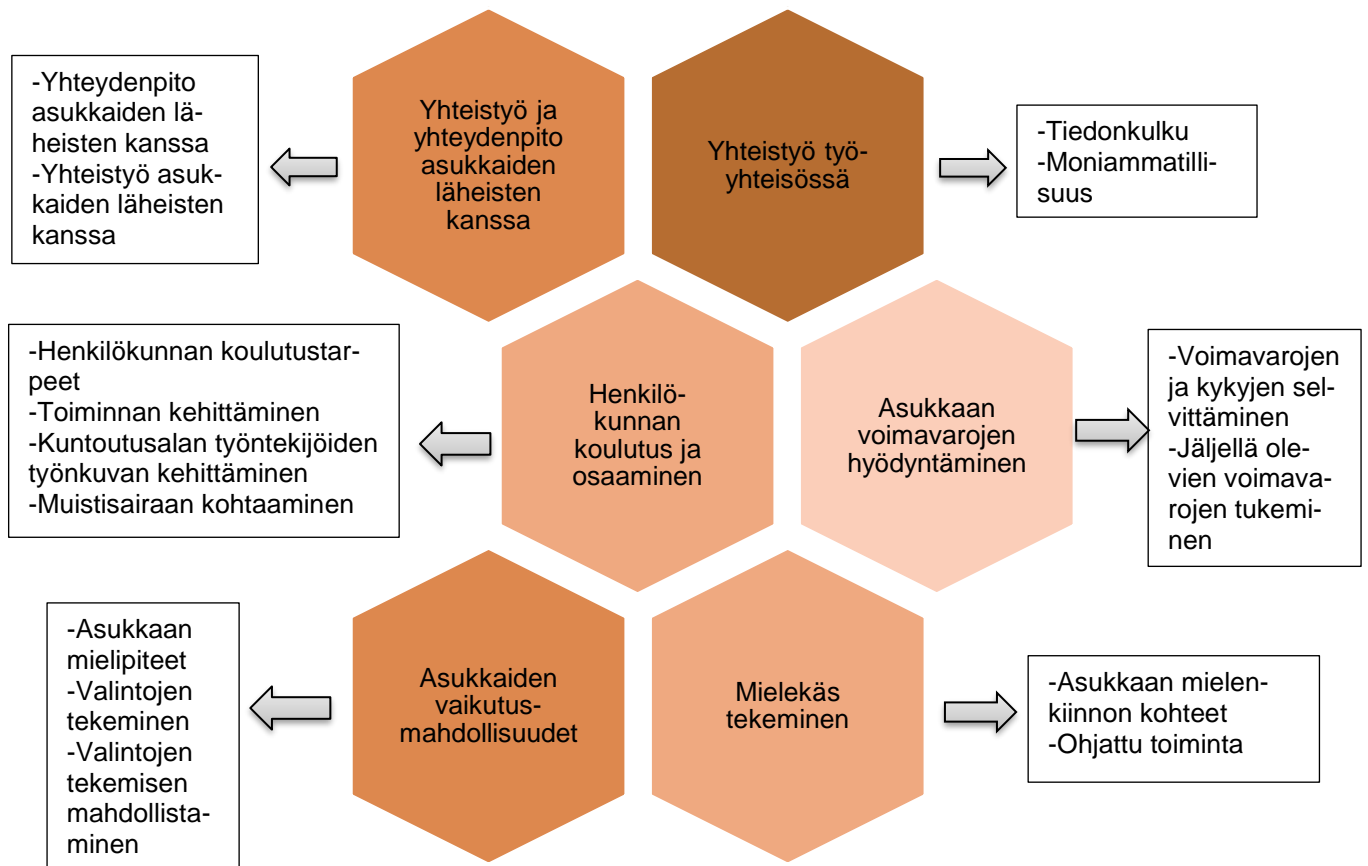 -Yhteydenpito
asukkaiden lä-
heisten kanssa
-Yhteistyö asuk-
kaiden läheisten
kanssa
Yhteistyö ja
yhteydenpito
asukkaiden
läheisten
kanssa
Yhteistyö työ-
yhteisössä
-Tiedonkulku
-Moniammatilli-
suus
-Henkilökunnan koulutustar-
peet
-Toiminnan kehittäminen
-Kuntoutusalan työntekijöiden
työnkuvan kehittäminen
-Muistisairaan kohtaaminen
Henkilö-
kunnan
koulutus ja
osaaminen
Asukkaan
voimavarojen
hyödyntäminen
-Voimavarojen
ja kykyjen sel-
vittäminen
-Jäljellä ole-
vien voimava-
rojen tukemi-
nen
-Asukkaan
mielipiteet
-Valintojen
tekeminen
-Valintojen
tekemisen
mahdollista-
minen
Asukkaiden
vaikutus-
mahdollisuudet
Mielekäs
tekeminen
-Asukkaan mielen-
kiinnon kohteet
-Ohjattu toiminta